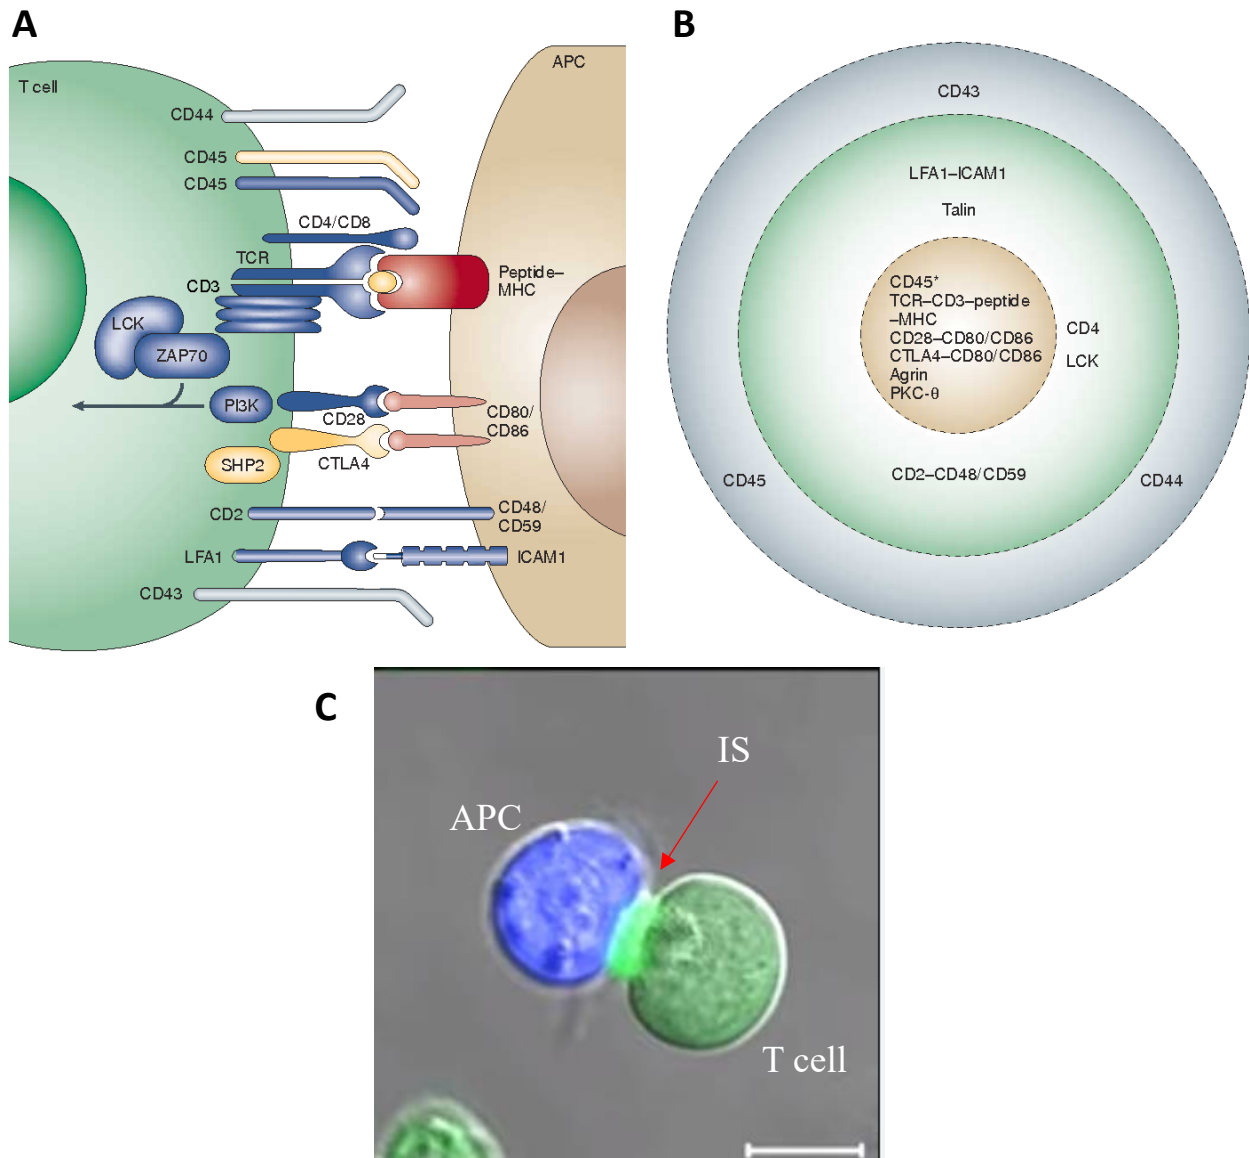 A
T cell
APC
CD44
CD45
CD45
CD4/CD8
TCR
CD3
Peptide–
MHC
LCK
ZAP70
PI3K
CD28
CD80/
CD86
SHP2
CTLA4
CD2
CD48/
CD59
LFA1
ICAM1
CD43
B
CD43
LFA1–ICAM1
Talin
CD45*
TCR–CD3–peptide
–MHC
CD28–CD80/CD86
CTLA4–CD80/CD86
Agrin
PKC-θ
CD4
LCK
CD2–CD48/CD59
CD45
CD44
C
IS
APC
T cell